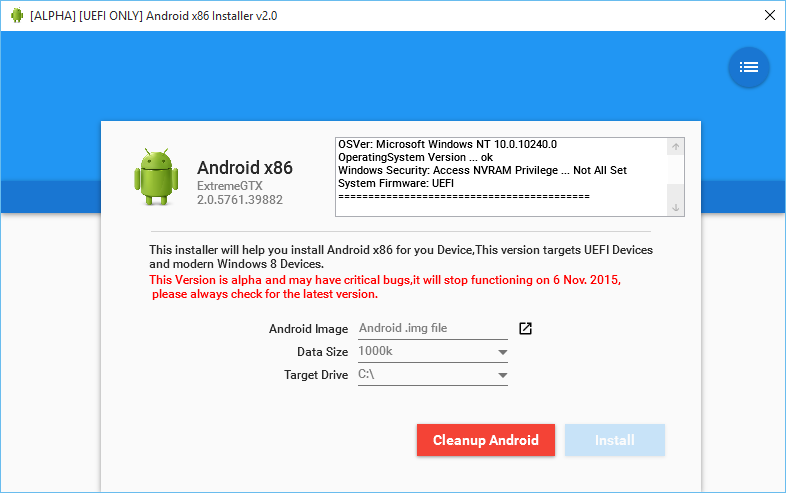 [ALPHA] [UEFI ONLY] Android x86 Installer v2.0
Android x86
ExtremeGTX
2.0.5761.39882
OSVer: Microsoft Windows NT 10.0.10240.0
OperatingSystem Version ... ok
Windows Security: Access NVRAM Privilege ... Not All Set
System Firmware: UEFI
==========================================
This installer will help you install Android x86 for you Device,This version targets UEFI Devices
and modern Windows 8 Devices.
This Version is alpha and may have critical bugs,it will stop functioning on 6 Nov. 2015,
please always check for the latest version.
Android Image Android .img file
Data Size 1000k
Target Drive C:\
Cleanup Android Install